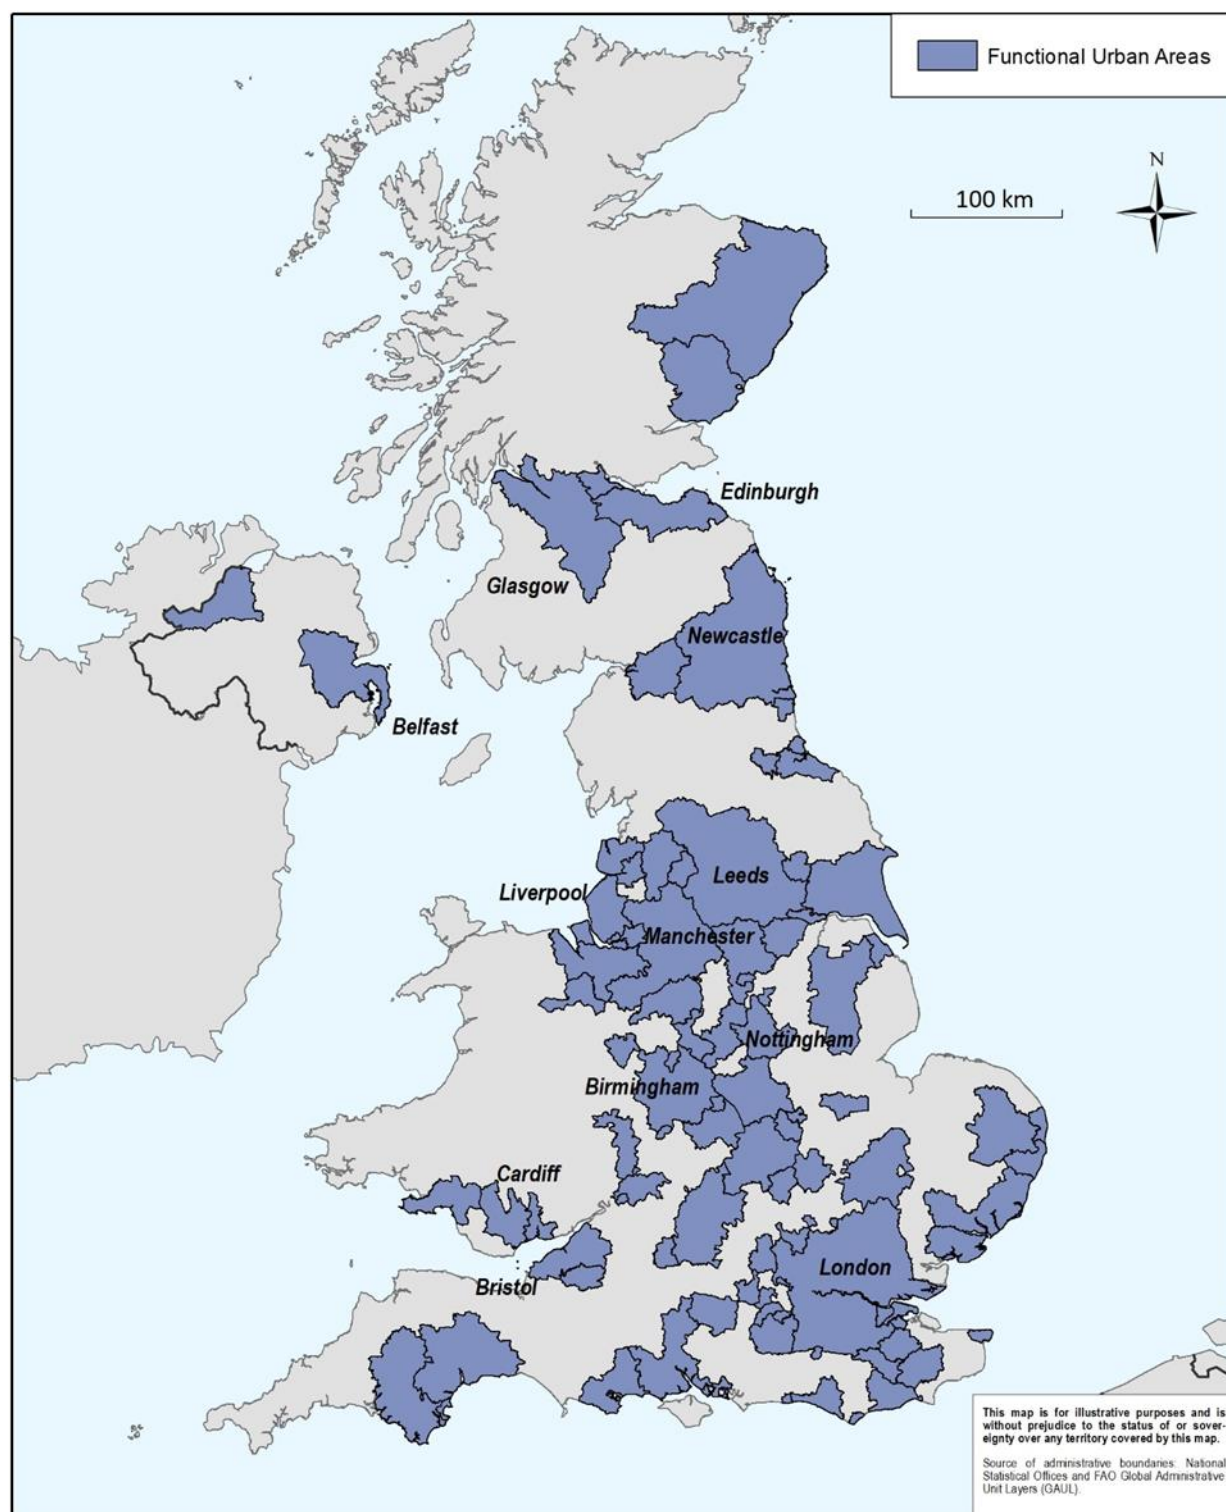 Functional Urban Areas
N
100 km
Edinburgh
Glasgow
Newcastle
Belfast
Leeds
Liverpool
Manchester
Nottingham
Birmingham
Cardiff
London
Bristol
This map is for illustrative purposes and is
without prejudice to the status of or sover-
eignty over any territory covered by this map.
Source of administrative boundaries: National
Statistical Offices and FAO Global Administrative
Unit Layers (GAUL).